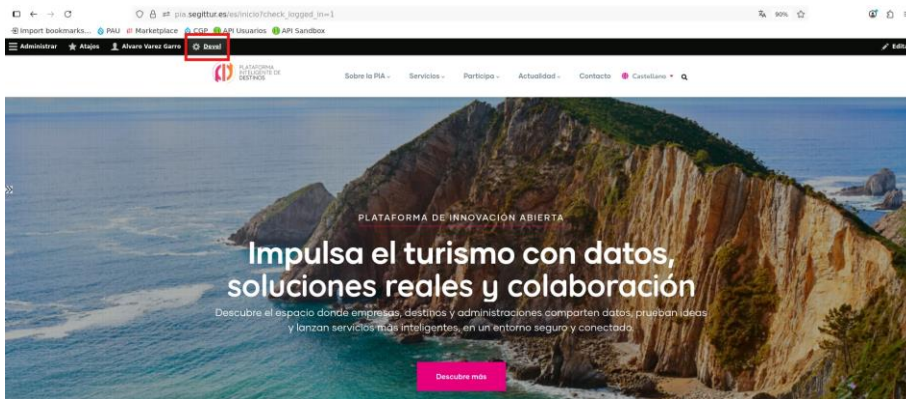 pia.segittur.es/es/inicio?check_logged_in=1
90%
Import bookmarks... PAU Marketplace CGP API Usuarios API Sandbox
Administrar Atajos Alvaro Varez Garro Devel
PLATAFORMA
INTELIGENTE DE
DESTINOS
Sobre la PIA Servicios Participa Actualidad Contacto Castellano
PLATAFORMA DE INNOVACIÓN ABIERTA
Impulsa el turismo con datos,
soluciones reales y colaboración
Descubre el espacio donde empresas, destinos y administraciones comparten datos, prueban ideas
y lanzan servicios más inteligentes, en un entorno seguro y conectado.
Descubre más